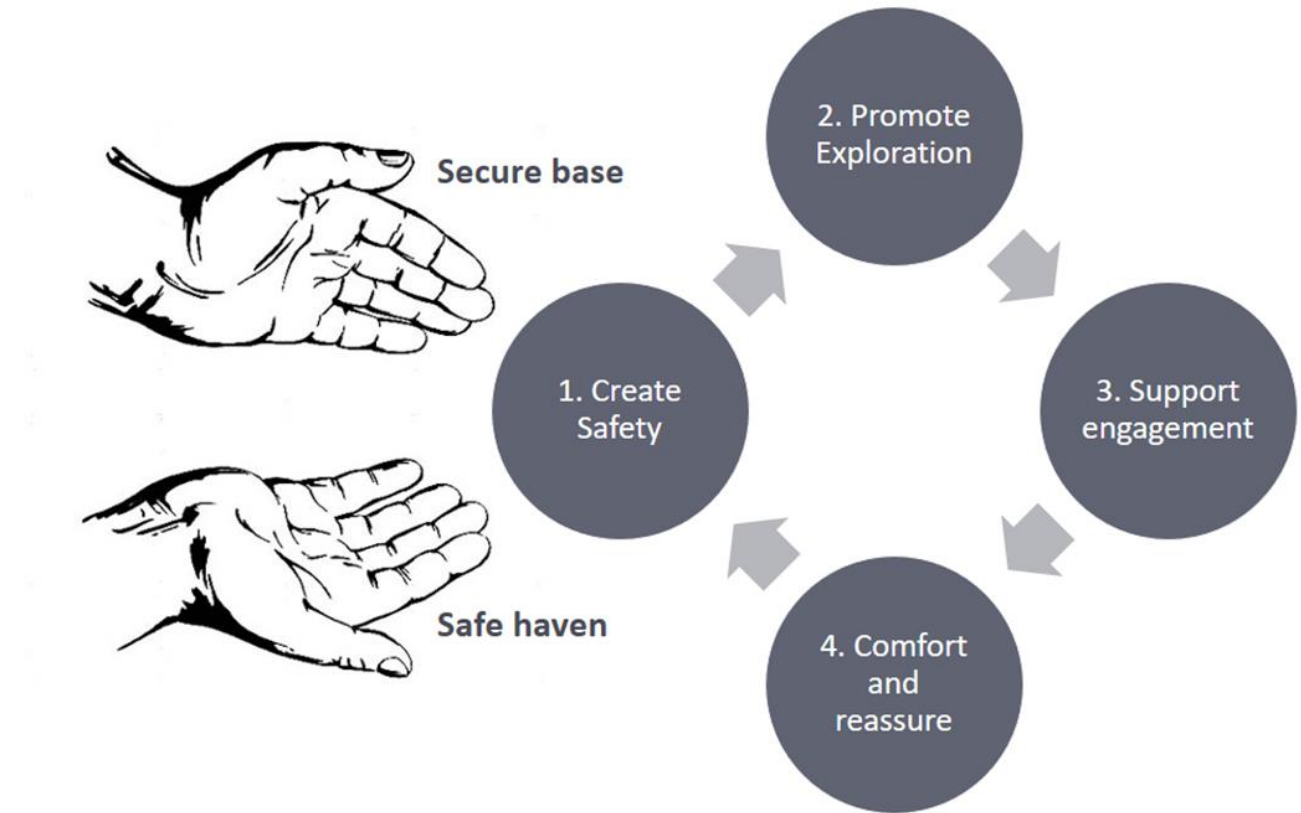 Secure base
Safe haven
1. Create
Safety
2. Promote
Exploration
3. Support
engagement
4. Comfort
and
reassure